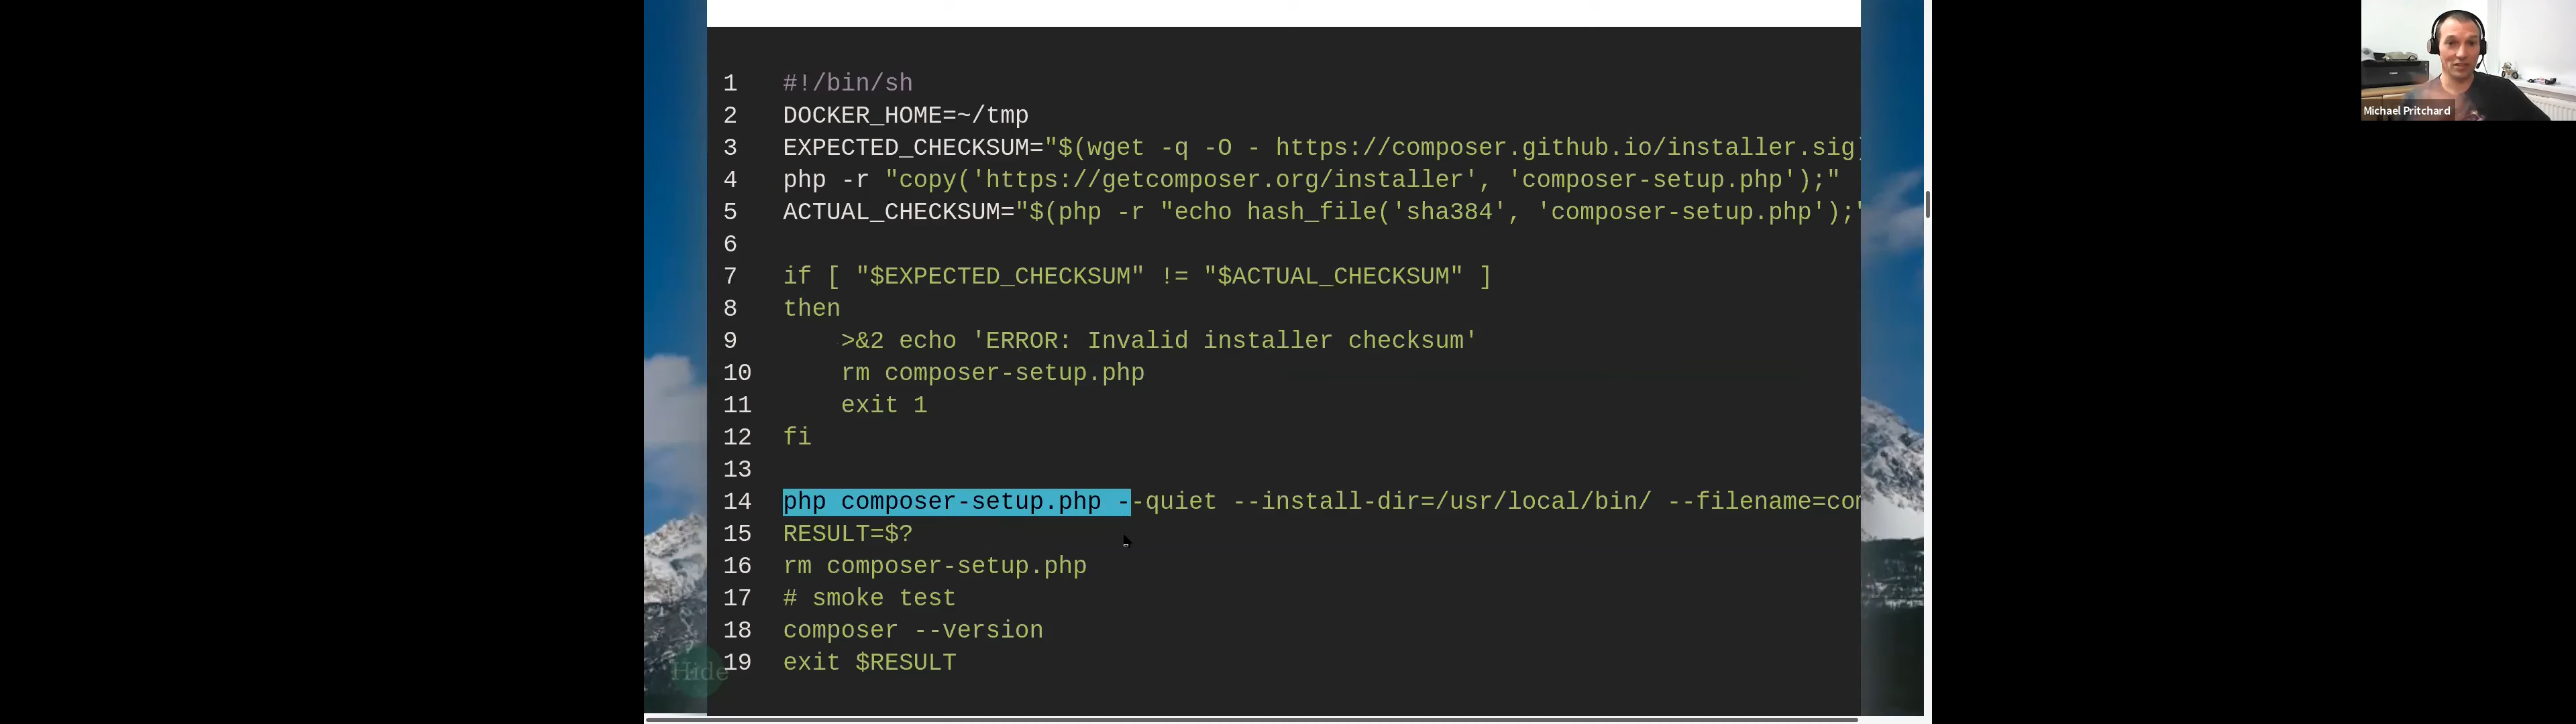 1 #!/bin/sh
2 DOCKER_HOME=~/tmp
3 EXPECTED_CHECKSUM="$(wget -q -O - https://composer.github.io/installer.sig)
4 php -r "copy('https://getcomposer.org/installer', 'composer-setup.php');"
5 ACTUAL_CHECKSUM="$(php -r "echo hash_file('sha384', 'composer-setup.php');"
6
7 if [ "$EXPECTED_CHECKSUM" != "$ACTUAL_CHECKSUM" ]
8 then
9 >&2 echo 'ERROR: Invalid installer checksum'
10 rm composer-setup.php
11 exit 1
12 fi
13
14 php composer-setup.php --quiet --install-dir=/usr/local/bin/ --filename=com
15 RESULT=$?
16 rm composer-setup.php
17 # smoke test
18 composer --version
19 exit $RESULT
Hide
Michael Pritchard